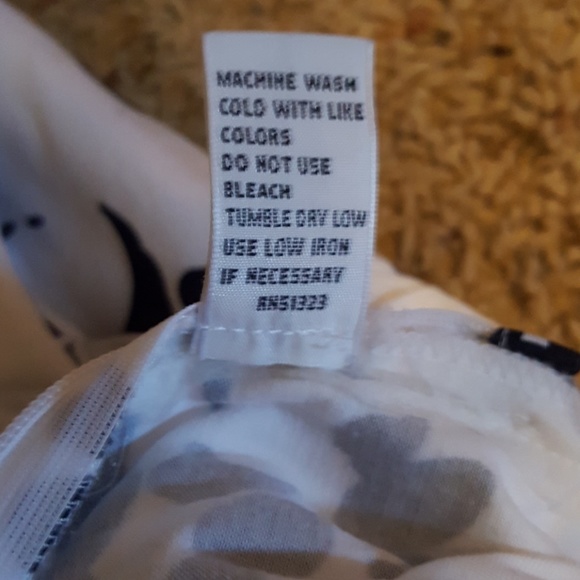 MACHINE WASH
COLD WITH LIKE
COLORS
DO NOT USE
BLEACH
TUMBLE DRY LOW
USE LOW IRON
IF NECESSARY
RN51323